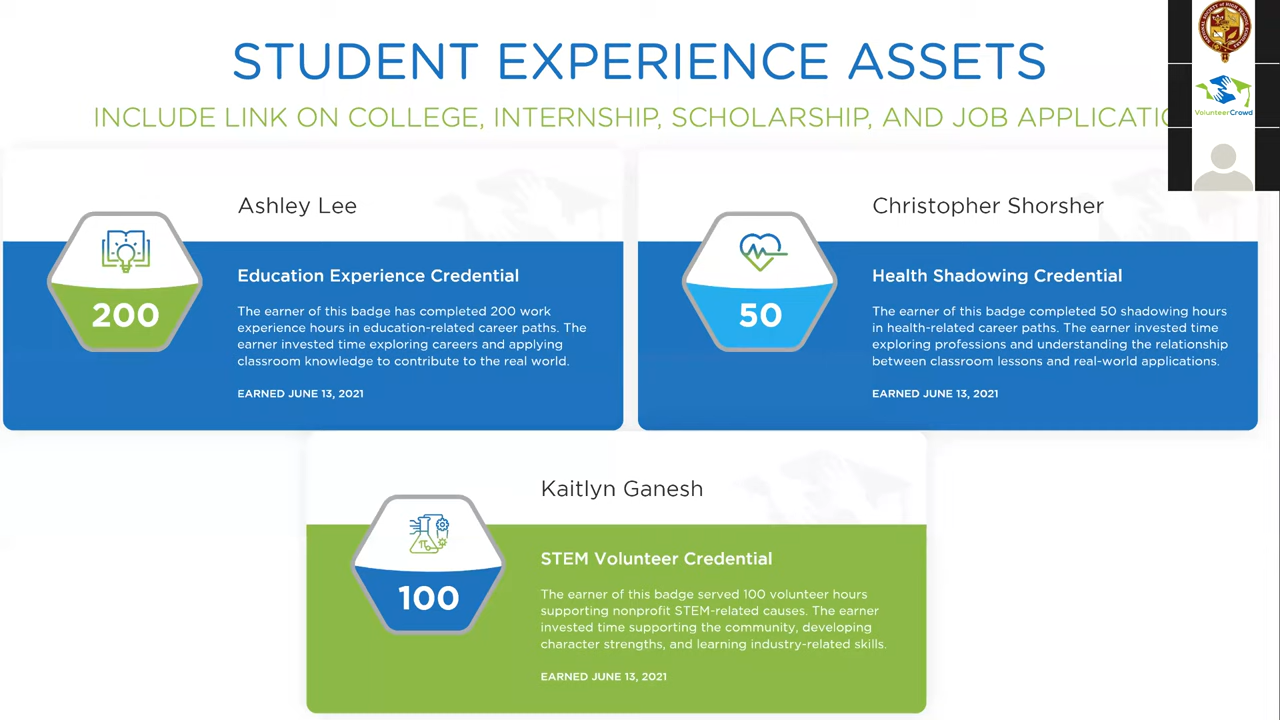 STUDENT EXPERIENCE ASSETS
INCLUDE LINK ON COLLEGE, INTERNSHIP, SCHOLARSHIP, AND JOB
VolunteerCrowd
Ashley Lee
200
Education Experience Credential
The earner of this badge has completed 200 work
experience hours in education-related career paths. The
earner invested time exploring careers and applying
classroom knowledge to contribute to the real world.
EARNED JUNE 13, 2021
Christopher Shorsher
50
Health Shadowing Credential
The earner of this badge completed 50 shadowing hours
in health-related career paths. The earner invested time
exploring professions and understanding the relationship
between classroom lessons and real-world applications.
EARNED JUNE 13, 2021
Kaitlyn Ganesh
100
STEM Volunteer Credential
The earner of this badge served 100 volunteer hours
supporting nonprofit STEM-related causes. The earner
invested time supporting the community, developing
character strengths, and learning industry-related skills.
EARNED JUNE 13, 2021